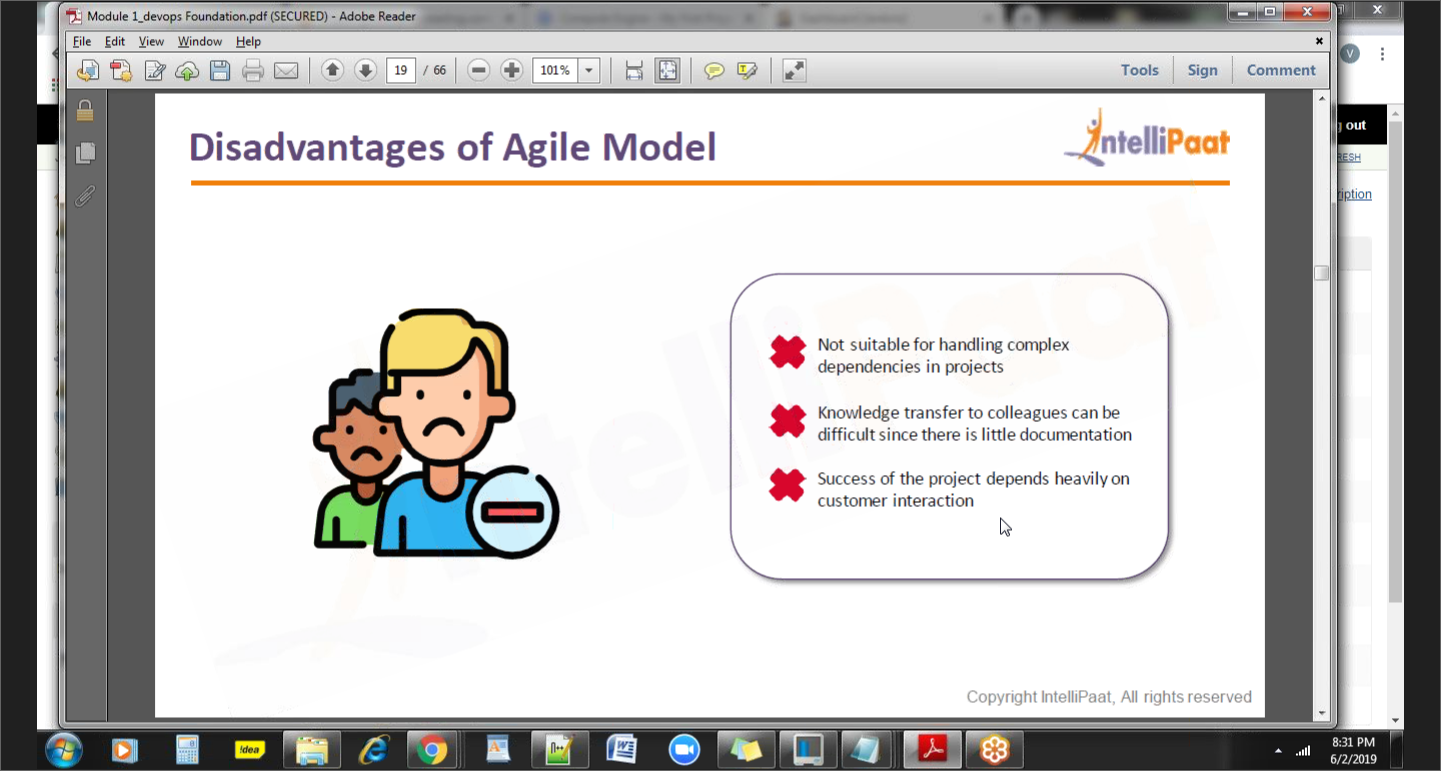 Module 1_devops Foundation.pdf (SECURED) - Adobe Reader
File Edit View Window Help
19 / 66 101% Tools Sign Comment
Disadvantages of Agile Model
IntelliPaat
Not suitable for handling complex
dependencies in projects
Knowledge transfer to colleagues can be
difficult since there is little documentation
Success of the project depends heavily on
customer interaction
Copyright IntelliPaat, All rights reserved
V
out
RESH
ription
!dea
8:31 PM
6/2/2019